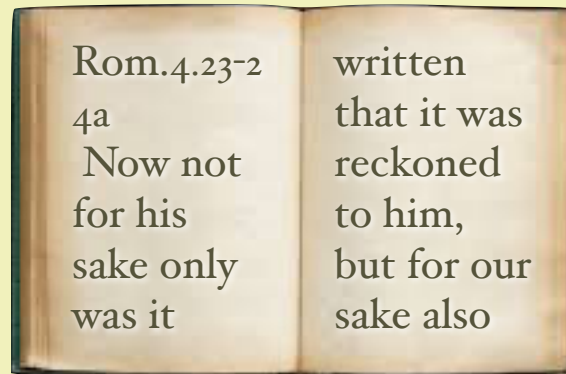 Rom.4.23-2
4a
Now not
for his
sake only
was it
written
that it was
reckoned
to him,
but for our
sake also